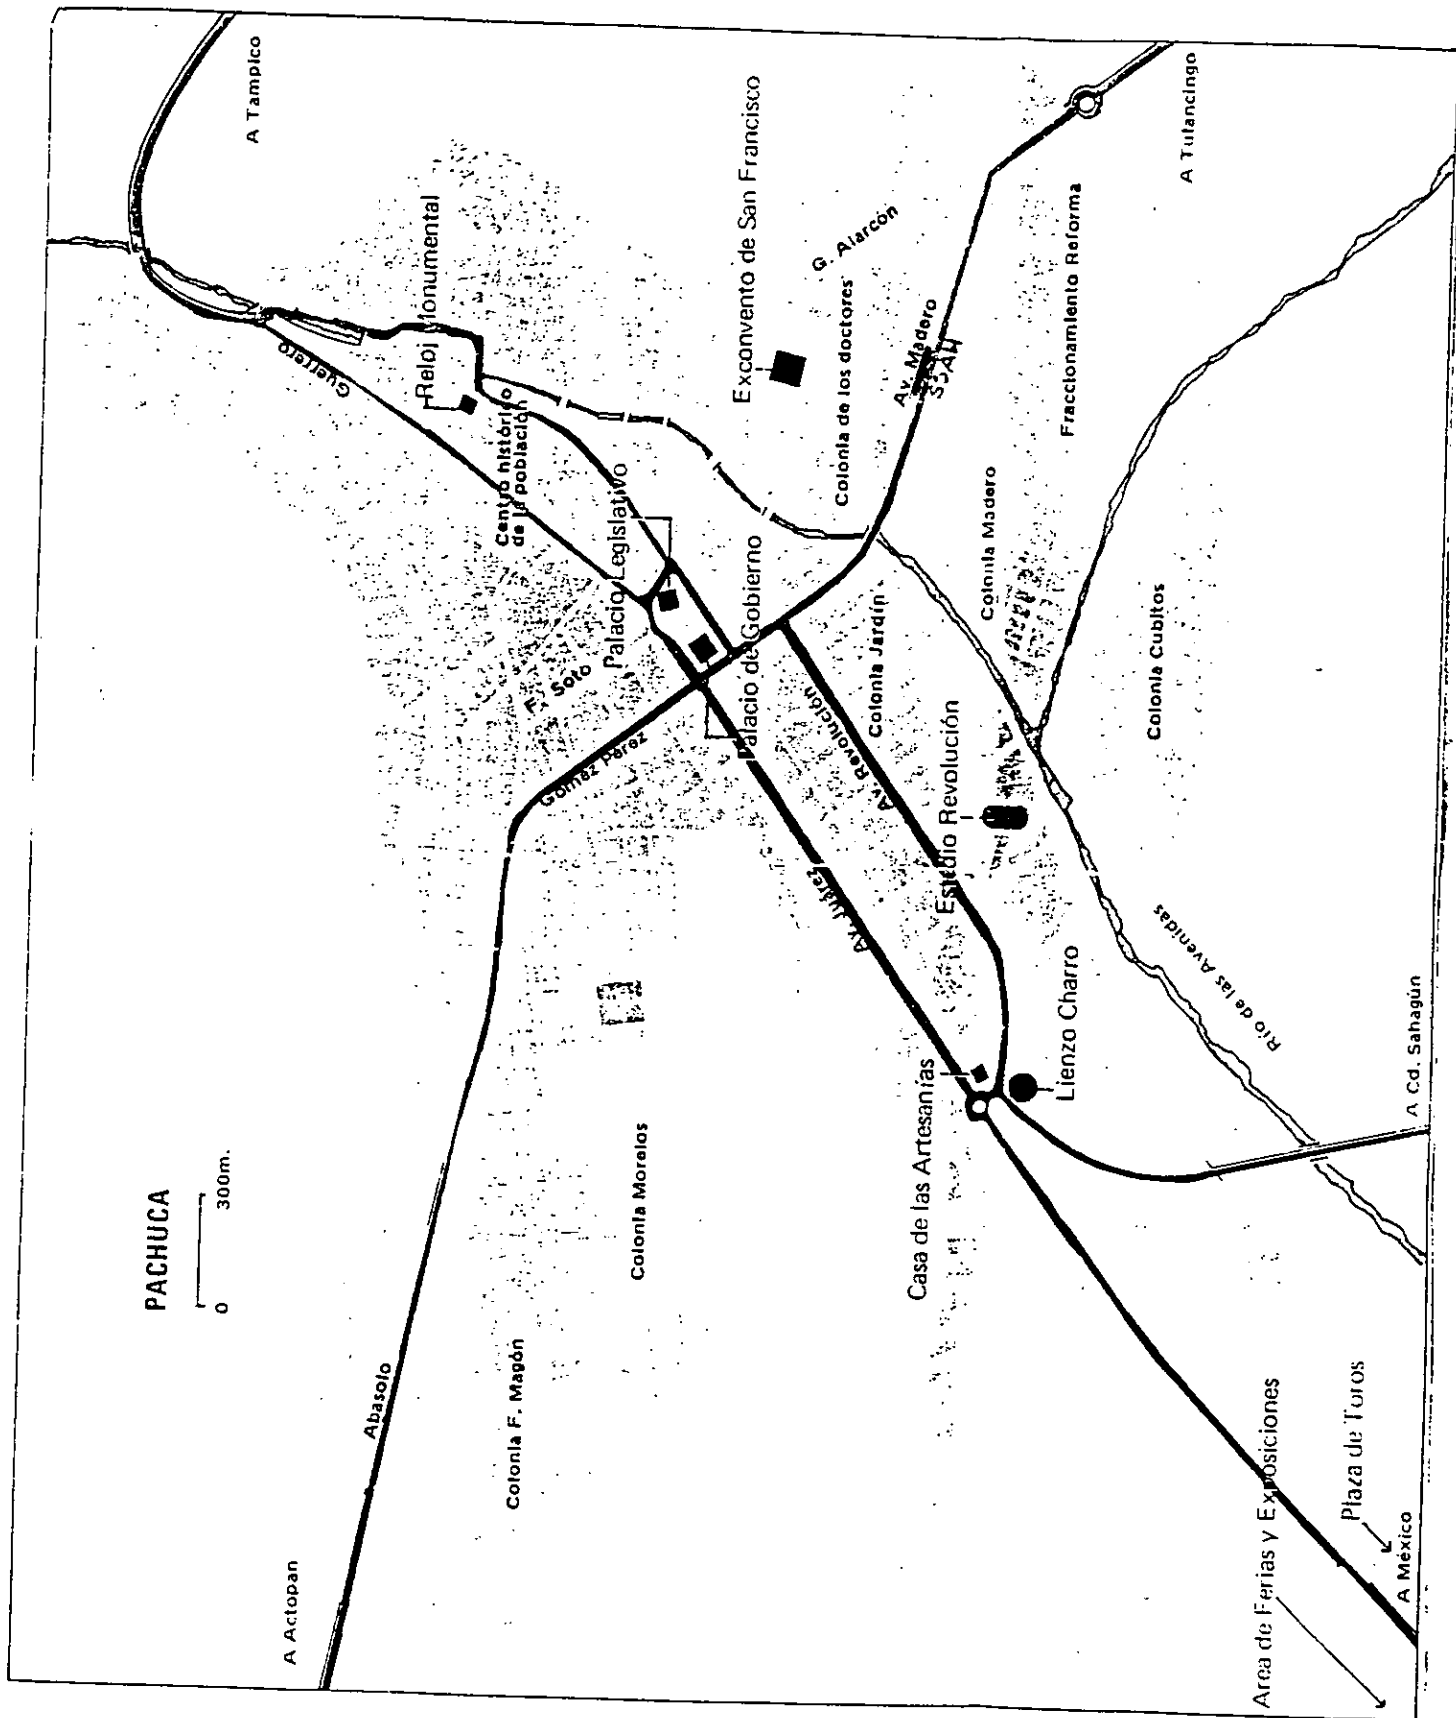 PACHUCA
0 300m.
A Actopan
Abasolo
Colonia F. Magón
Colonia Morelos
A Tampico
Guerrero
Reloj Monumental
Centro histórico
de la población
F. Soto
Gómez Pérez
Palacio Legislativo
Palacio de Gobierno
Exconvento de San Francisco
G. Alarcón
Colonia de los doctores
Av. Madero
A Tulancingo
Fraccionamiento Reforma
Colonia Madero
Colonia Cubitos
Colonia Jardín
Av. Revolución
Av. Juárez
Estudio Revolución
Casa de las Artesanías
Lienzo Charro
Río de las Avenidas
A Cd. Sahagún
Area de Ferias y Exposiciones
Plaza de Toros
A México